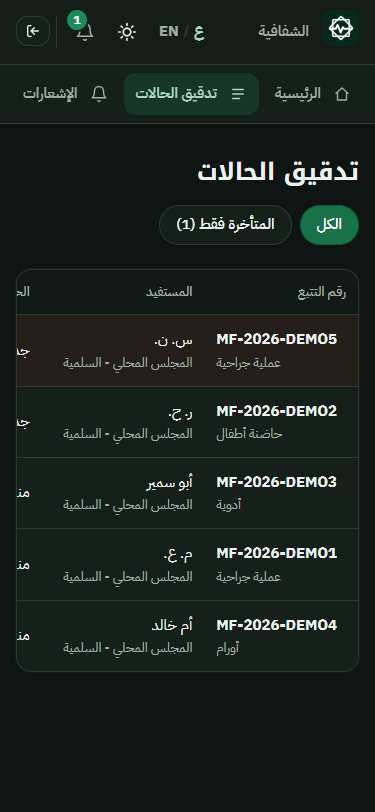 الشفافية
ع / EN
1
الرئيسية
تدقيق الحالات
الإشعارات
تدقيق الحالات
الكل
المتأخرة فقط (1)
رقم التتبع المستفيد
MF-2026-DEMO5 س. ن.
عملية جراحية المجلس المحلي - السلمية
MF-2026-DEMO2 ر. ح.
حاضنة أطفال المجلس المحلي - السلمية
MF-2026-DEMO3 أبو سمير
أدوية المجلس المحلي - السلمية
MF-2026-DEMO1 م. ع.
عملية جراحية المجلس المحلي - السلمية
MF-2026-DEMO4 أم خالد
أورام المجلس المحلي - السلمية